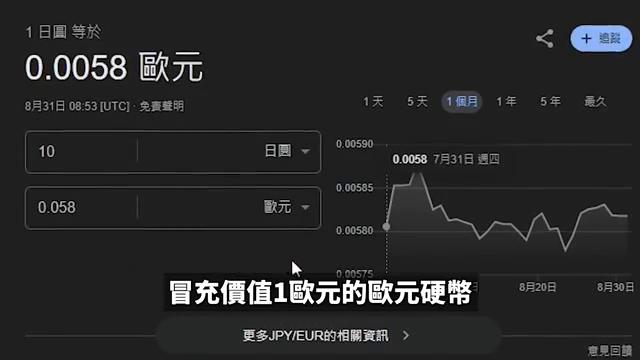 1 日圓 等於
0.0058 歐元
8月31日 08:53 [UTC] · 免責聲明
追蹤
10 日圓
0.058 歐元
1 天 5 天 1 個月 1 年 5 年 最久
0.00590
0.0058 7月31日 週四
0.00585
0.00580
0.00575
8月20日 8月30日
冒充價值1歐元的歐元硬幣
更多JPY/EUR的相關資訊
意見回饋